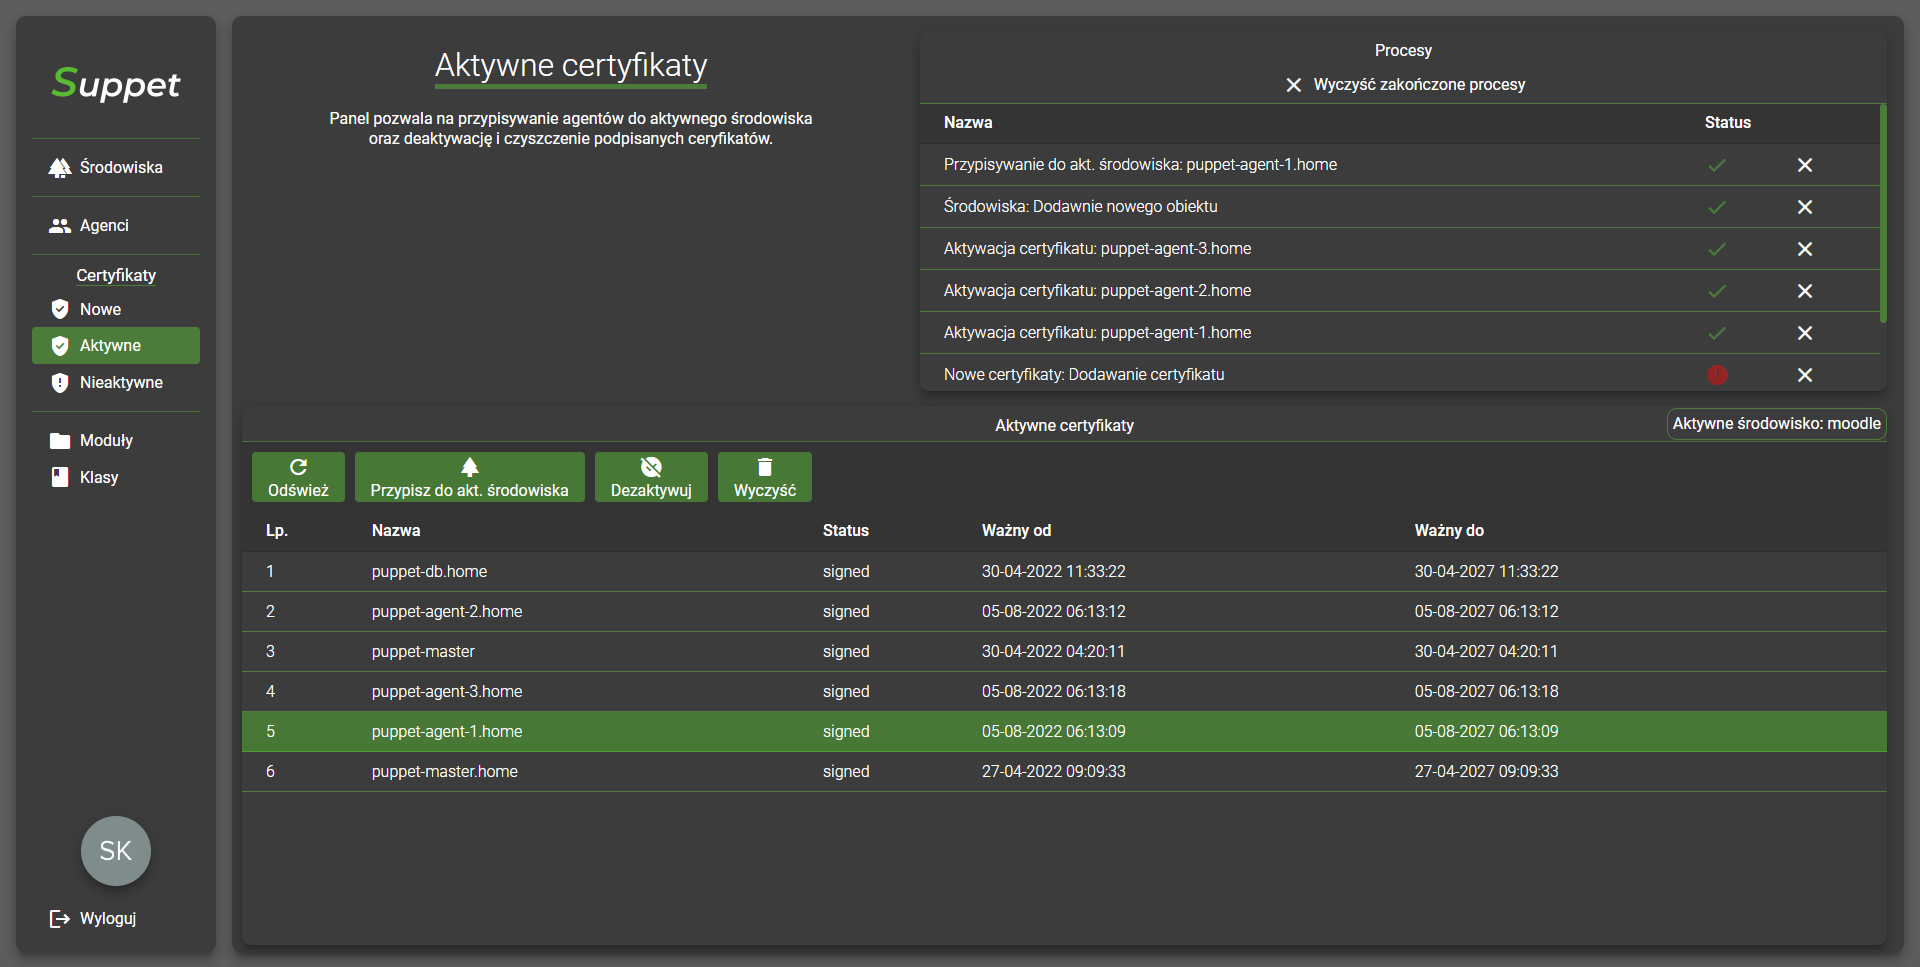 Suppet
Środowiska
Agenci
Certyfikaty
Nowe
Aktywne
Nieaktywne
Moduły
Klasy
SK
Wyloguj
Aktywne certyfikaty
Panel pozwala na przypisywanie agentów do aktywnego środowiska
oraz deaktywację i czyszczenie podpisanych ceryfikatów.
Procesy
Wyczyść zakończone procesy
Nazwa Status
Przypisywanie do akt. środowiska: puppet-agent-1.home
Środowiska: Dodawnie nowego obiektu
Aktywacja certyfikatu: puppet-agent-3.home
Aktywacja certyfikatu: puppet-agent-2.home
Aktywacja certyfikatu: puppet-agent-1.home
Nowe certyfikaty: Dodawanie certyfikatu
Aktywne certyfikaty
Aktywne środowisko: moodle
Odśwież Przypisz do akt. środowiska Dezaktywuj Wyczyść
Lp. Nazwa Status Ważny od Ważny do
1 puppet-db.home signed 30-04-2022 11:33:22 30-04-2027 11:33:22
2 puppet-agent-2.home signed 05-08-2022 06:13:12 05-08-2027 06:13:12
3 puppet-master signed 30-04-2022 04:20:11 30-04-2027 04:20:11
4 puppet-agent-3.home signed 05-08-2022 06:13:18 05-08-2027 06:13:18
5 puppet-agent-1.home signed 05-08-2022 06:13:09 05-08-2027 06:13:09
6 puppet-master.home signed 27-04-2022 09:09:33 27-04-2027 09:09:33